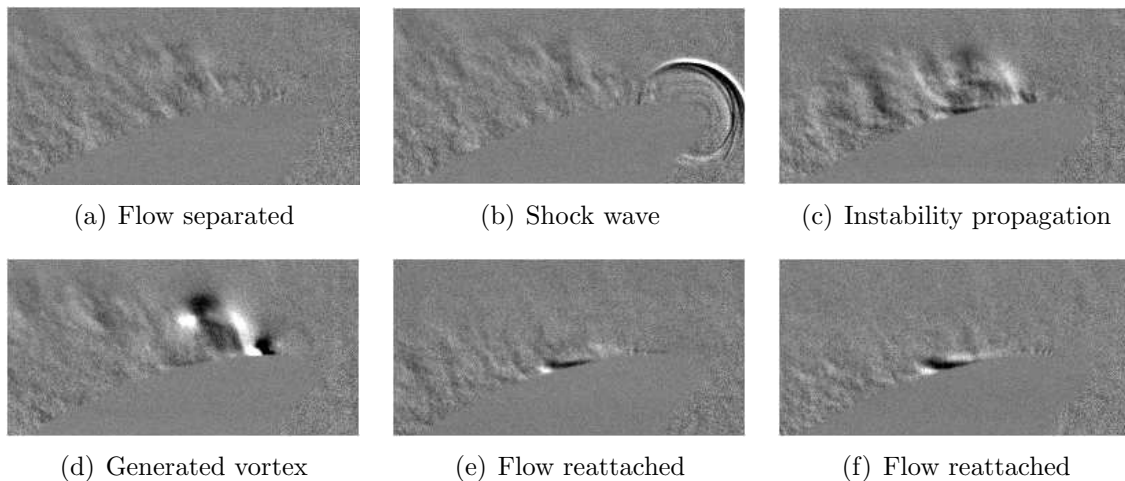 (a) Flow separated
(b) Shock wave
(c) Instability propagation
(d) Generated vortex
(e) Flow reattached
(f) Flow reattached